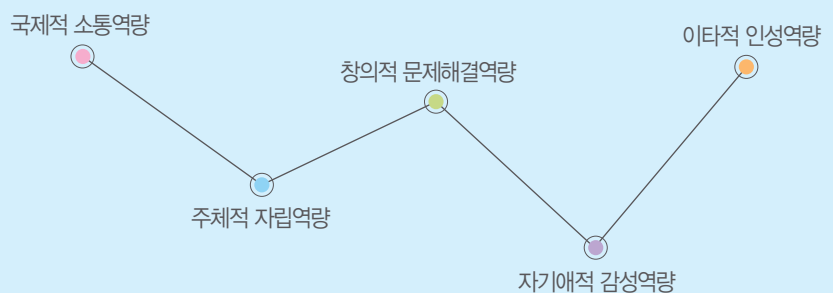 국제적 소통역량
이타적 인성역량
창의적 문제해결역량
주체적 자립역량
자기애적 감성역량